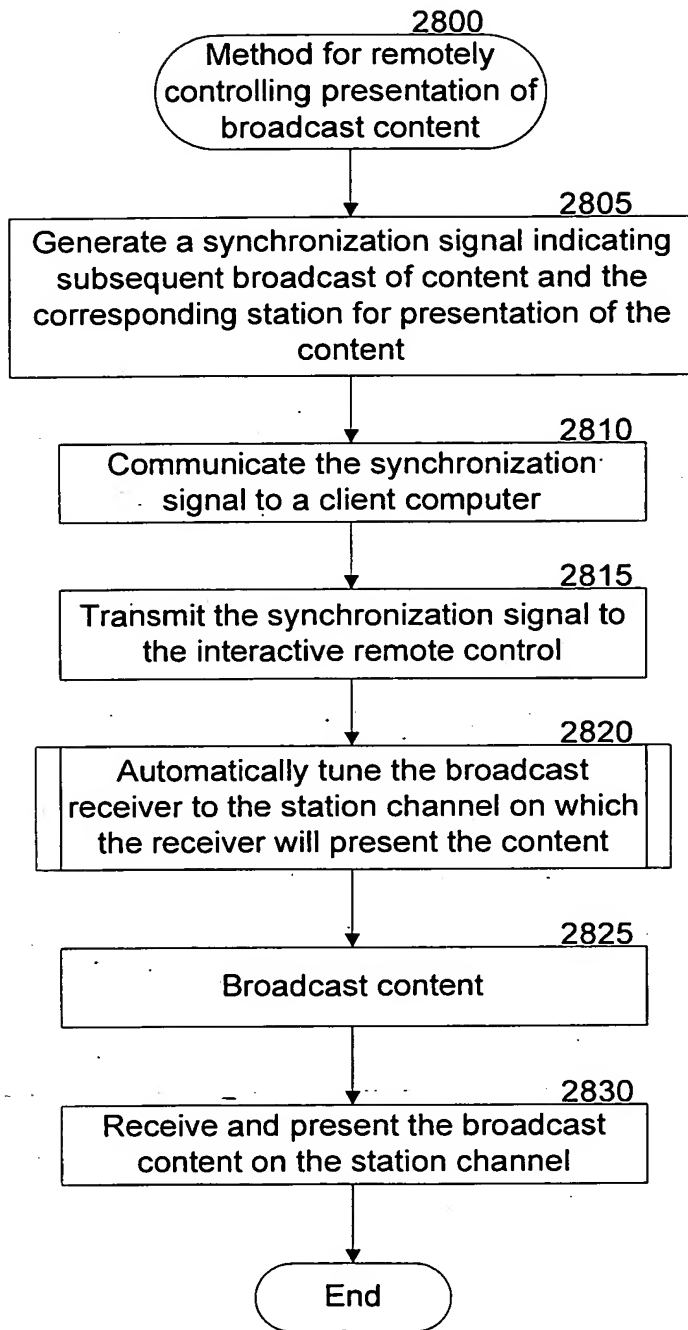 2800
Method for remotely
controlling presentation of
broadcast content
2805
Generate a synchronization signal indicating
subsequent broadcast of content and the
corresponding station for presentation of the
content
2810
Communicate the synchronization
signal to a client computer
2815
Transmit the synchronization signal to
the interactive remote control
2820
Automatically tune the broadcast
receiver to the station channel on which
the receiver will present the content
2825
Broadcast content
2830
Receive and present the broadcast
content on the station channel
End